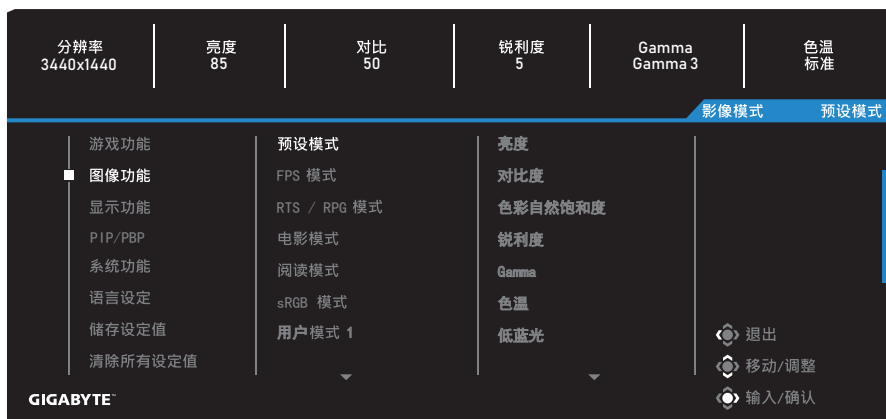 分辨率
3440x1440
亮度
85
对比
50
锐利度
5
Gamma
Gamma 3
色温
标准
影像模式 预设模式
游戏功能
图像功能
显示功能
PIP/PBP
系统功能
语言设定
储存设定值
清除所有设定值
预设模式
FPS 模式
RTS / RPG 模式
电影模式
阅读模式
sRGB 模式
用户模式 1
亮度
对比度
色彩自然饱和度
锐利度
Gamma
色温
低蓝光
退出
移动/调整
输入/确认
GIGABYTE™